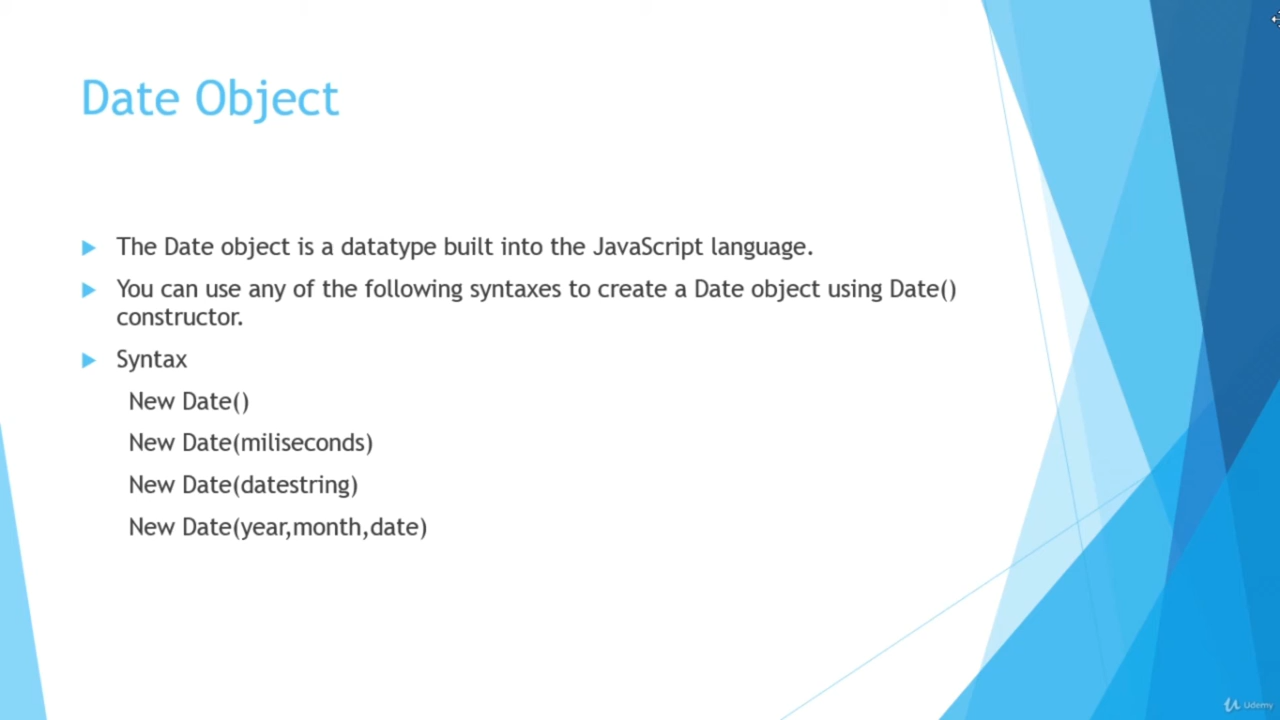 Date Object
The Date object is a datatype built into the JavaScript language.
You can use any of the following syntaxes to create a Date object using Date()
constructor.
Syntax
New Date()
New Date(miliseconds)
New Date(datestring)
New Date(year,month,date)
Udemy